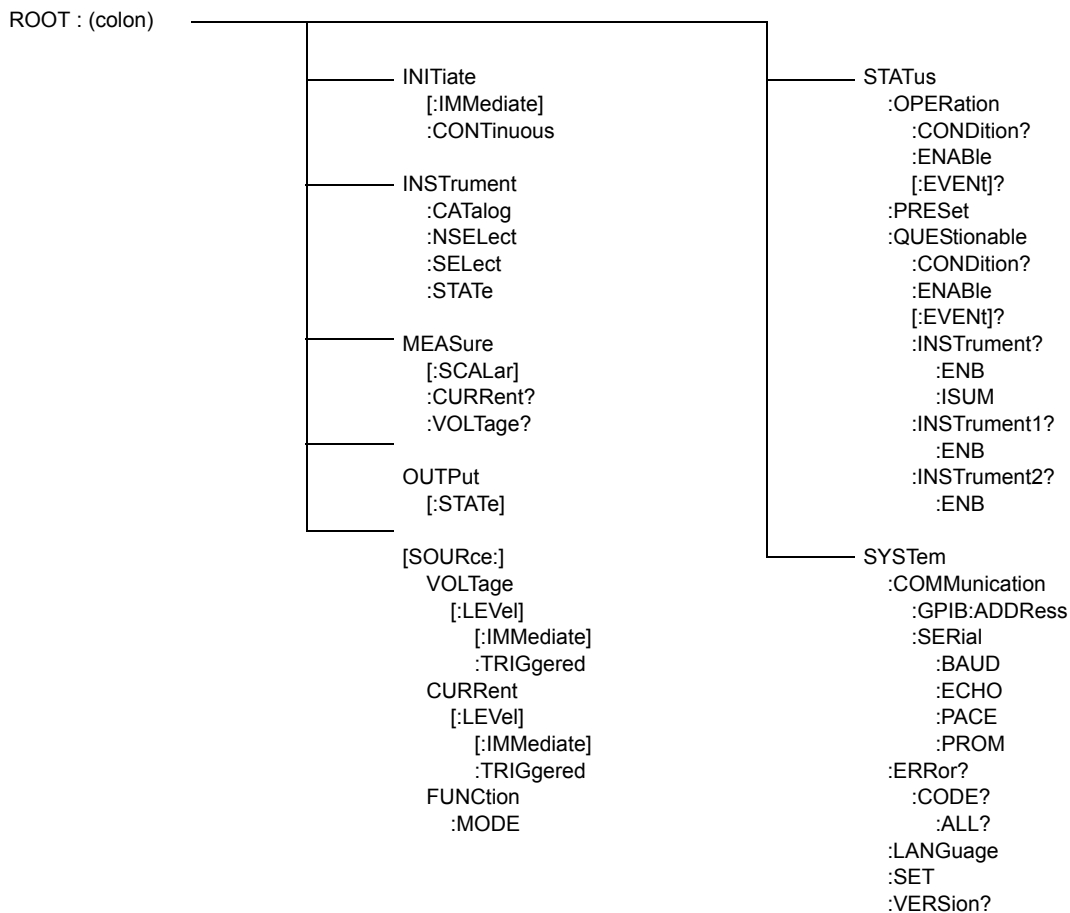 ROOT : (colon)
INITiate
[:IMMediate]
:CONTinuous
INSTrument
:CATalog
:NSELect
:SELect
:STATe
MEASure
[:SCALar]
:CURRent?
:VOLTage?
OUTPut
[:STATe]
[SOURce:]
VOLTage
[:LEVel]
[:IMMediate]
:TRIGgered
CURRent
[:LEVel]
[:IMMediate]
:TRIGgered
FUNCtion
:MODE
STATus
:OPERation
:CONDition?
:ENABle
[:EVENt]?
:PRESet
:QUEStionable
:CONDition?
:ENABle
[:EVENt]?
:INSTrument?
:ENB
:ISUM
:INSTrument1?
:ENB
:INSTrument2?
:ENB
SYSTem
:COMMunication
:GPIB:ADDRess
:SERial
:BAUD
:ECHO
:PACE
:PROM
:ERRor?
:CODE?
:ALL?
:LANGuage
:SET
:VERSion?